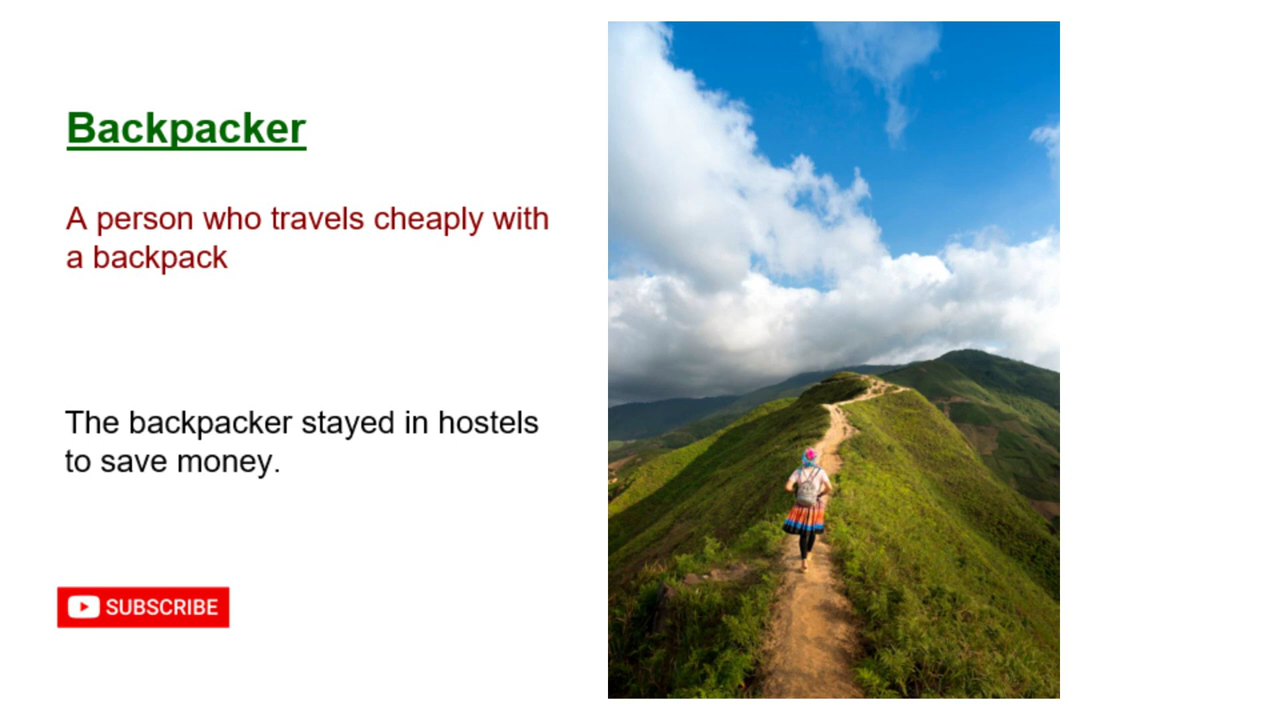 Backpacker
A person who travels cheaply with
a backpack
The backpacker stayed in hostels
to save money.
SUBSCRIBE